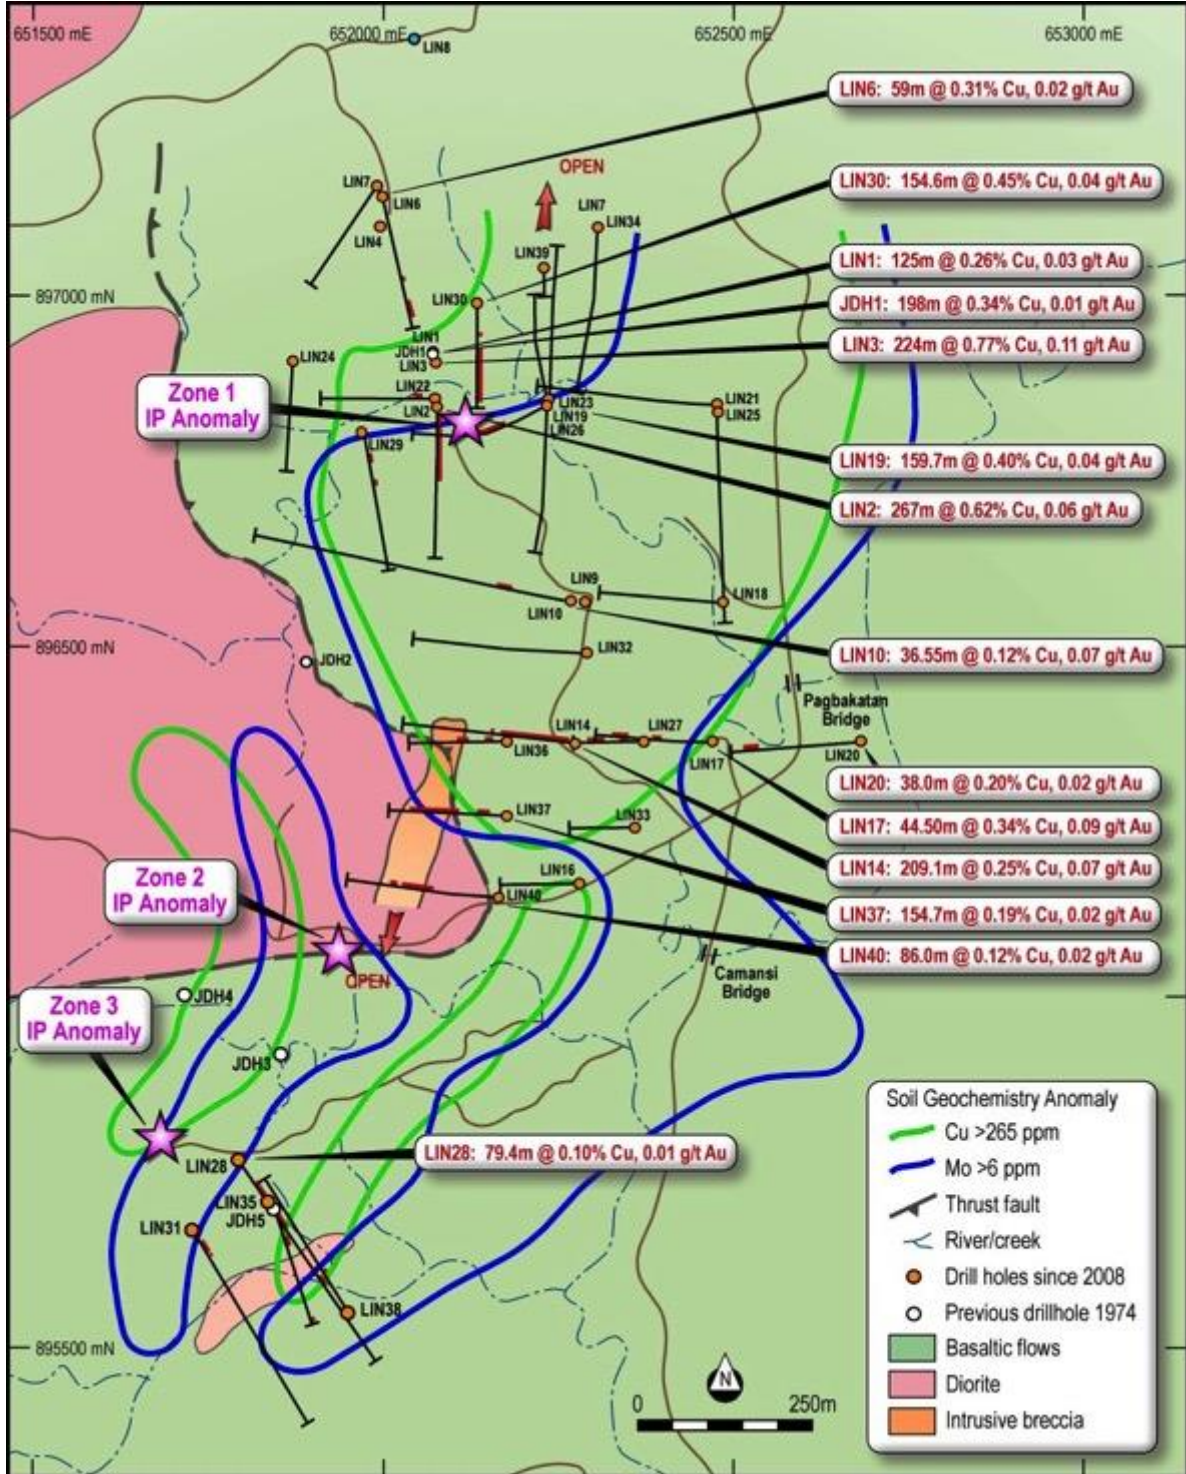 651500 mE
652000 mE
652500 mE
653000 mE
LIN8
LIN6: 59m @ 0.31% Cu, 0.02 g/t Au
OPEN
LIN7
LIN6
LIN4
LIN30: 154.6m @ 0.45% Cu, 0.04 g/t Au
LIN7
LIN34
LIN39
LIN1: 125m @ 0.26% Cu, 0.03 g/t Au
897000 mN
LIN30
JDH1: 198m @ 0.34% Cu, 0.01 g/t Au
LIN1
JDH1
LIN3
LIN3: 224m @ 0.77% Cu, 0.11 g/t Au
LIN24
Zone 1
IP Anomaly
LIN22
LIN2
LIN23
LIN19
LIN26
LIN21
LIN25
LIN29
LIN19: 159.7m @ 0.40% Cu, 0.04 g/t Au
LIN2: 267m @ 0.62% Cu, 0.06 g/t Au
LIN9
LIN10
LIN18
896500 mN
LIN32
LIN10: 36.55m @ 0.12% Cu, 0.07 g/t Au
JDH2
Pagbakatan
Bridge
LIN36
LIN14
LIN27
LIN17
LIN20
LIN20: 38.0m @ 0.20% Cu, 0.02 g/t Au
LIN37
LIN33
LIN17: 44.50m @ 0.34% Cu, 0.09 g/t Au
LIN14: 209.1m @ 0.25% Cu, 0.07 g/t Au
Zone 2
IP Anomaly
LIN16
LIN40
LIN37: 154.7m @ 0.19% Cu, 0.02 g/t Au
LIN40: 86.0m @ 0.12% Cu, 0.02 g/t Au
OPEN
Camansi
Bridge
JDH4
Zone 3
IP Anomaly
JDH3
LIN28
LIN28: 79.4m @ 0.10% Cu, 0.01 g/t Au
LIN35
JDH5
LIN31
LIN38
895500 mN
N
0
250m
Soil Geochemistry Anomaly
Cu >265 ppm
Mo >6 ppm
Thrust fault
River/creek
Drill holes since 2008
Previous drillhole 1974
Basaltic flows
Diorite
Intrusive breccia